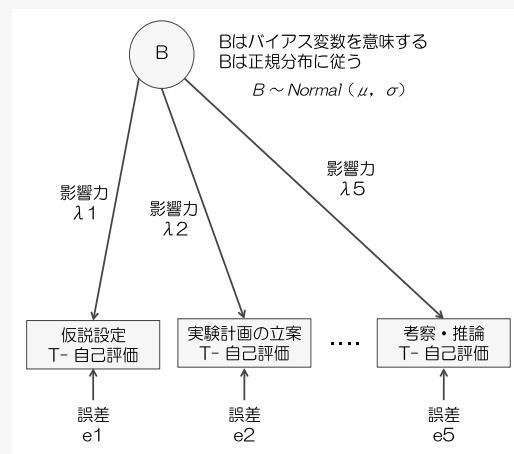 B
Bはバイアス変数を意味する
Bは正規分布に従う
B ～ Normal（μ, σ）
影響力
λ1
影響力
λ2
影響力
λ5
仮説設定
T- 自己評価
実験計画の立案
T- 自己評価
‥‥
考察・推論
T- 自己評価
誤差
e1
誤差
e2
誤差
e5